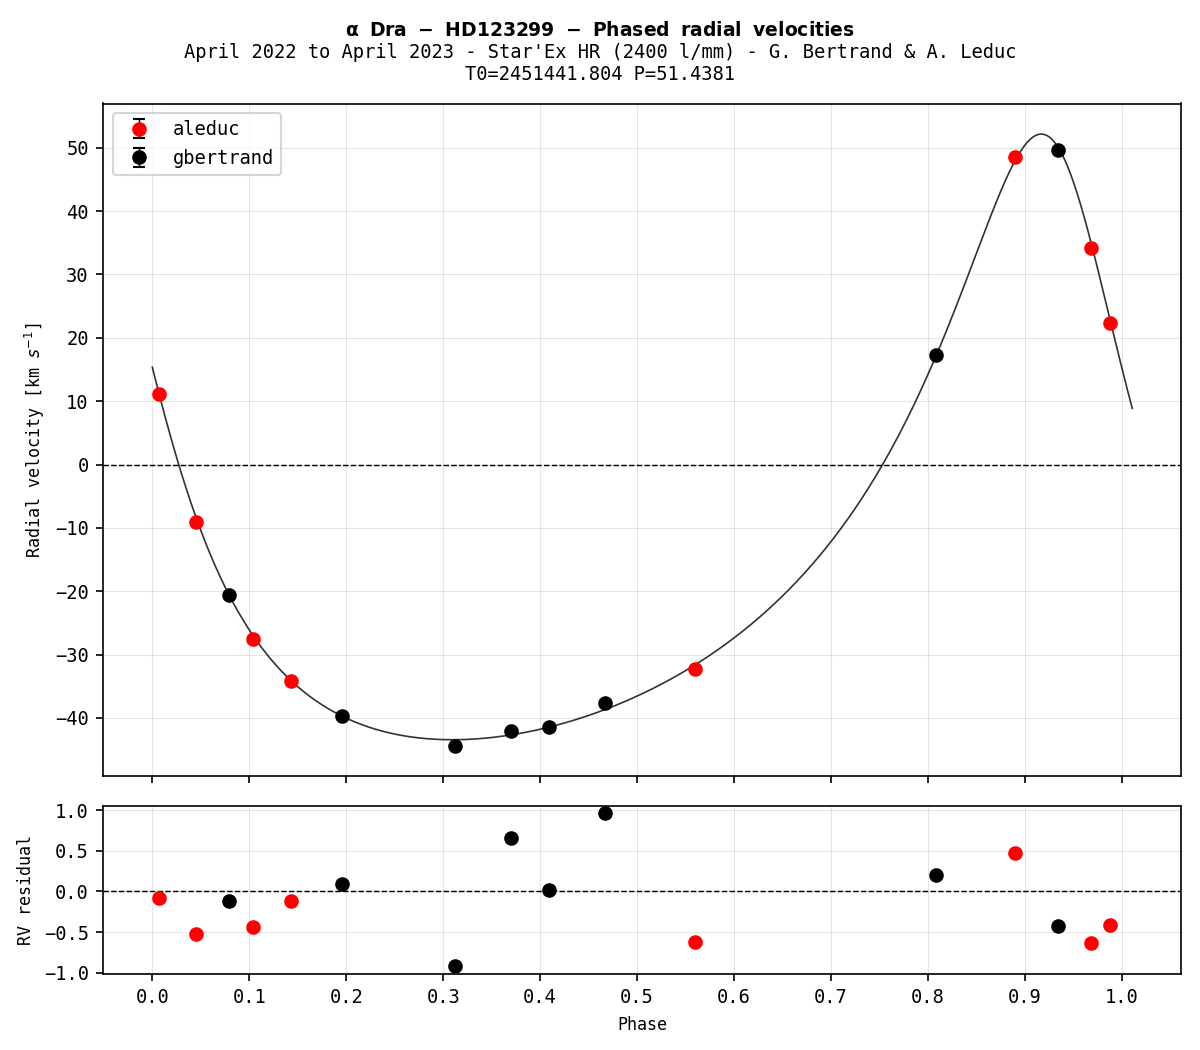 α Dra − HD123299 − Phased radial velocities
April 2022 to April 2023 - Star'Ex HR (2400 l/mm) - G. Bertrand & A. Leduc
T0=2451441.804 P=51.4381
aleduc
gbertrand
Radial velocity [km s⁻¹]
50
40
30
20
10
0
−10
−20
−30
−40
RV residual
1.0
0.5
0.0
−0.5
−1.0
0.0 0.1 0.2 0.3 0.4 0.5 0.6 0.7 0.8 0.9 1.0
Phase